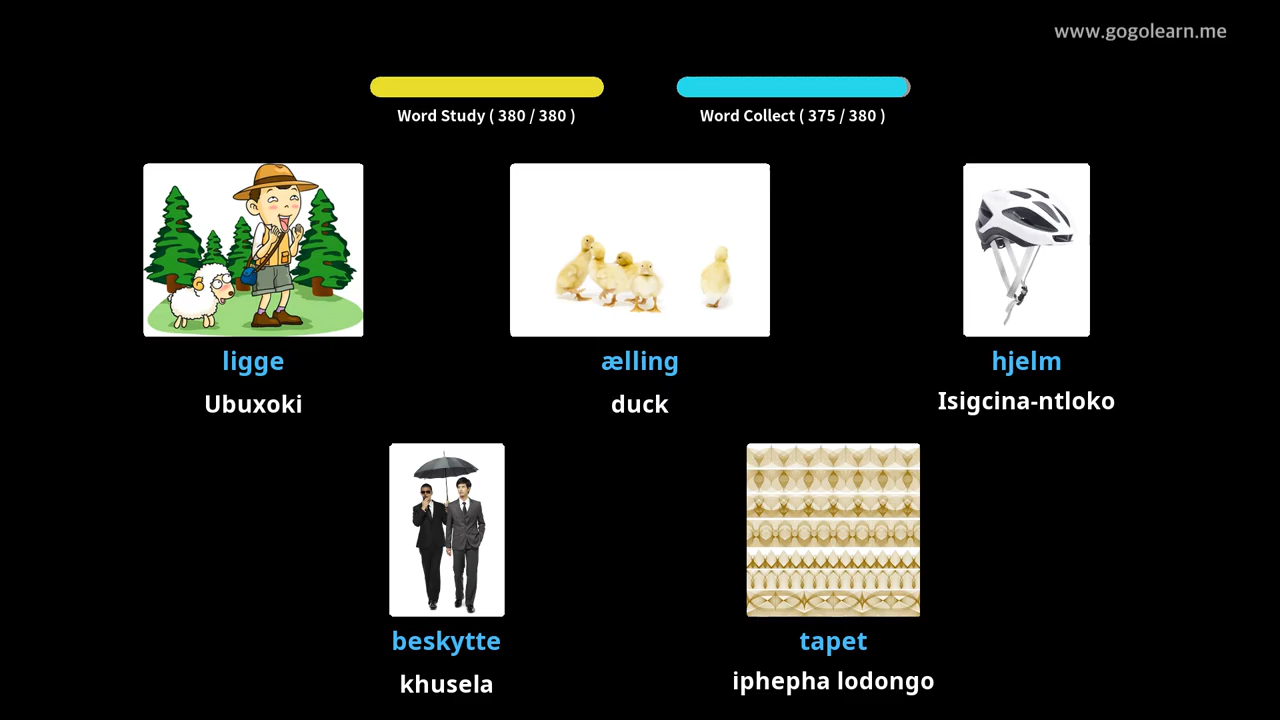 www.gogolearn.me
Word Study ( 380 / 380 )
Word Collect ( 375 / 380 )
ligge
ælling
hjelm
Ubuxoki
duck
Isigcina-ntloko
beskytte
tapet
khusela
iphepha lodongo